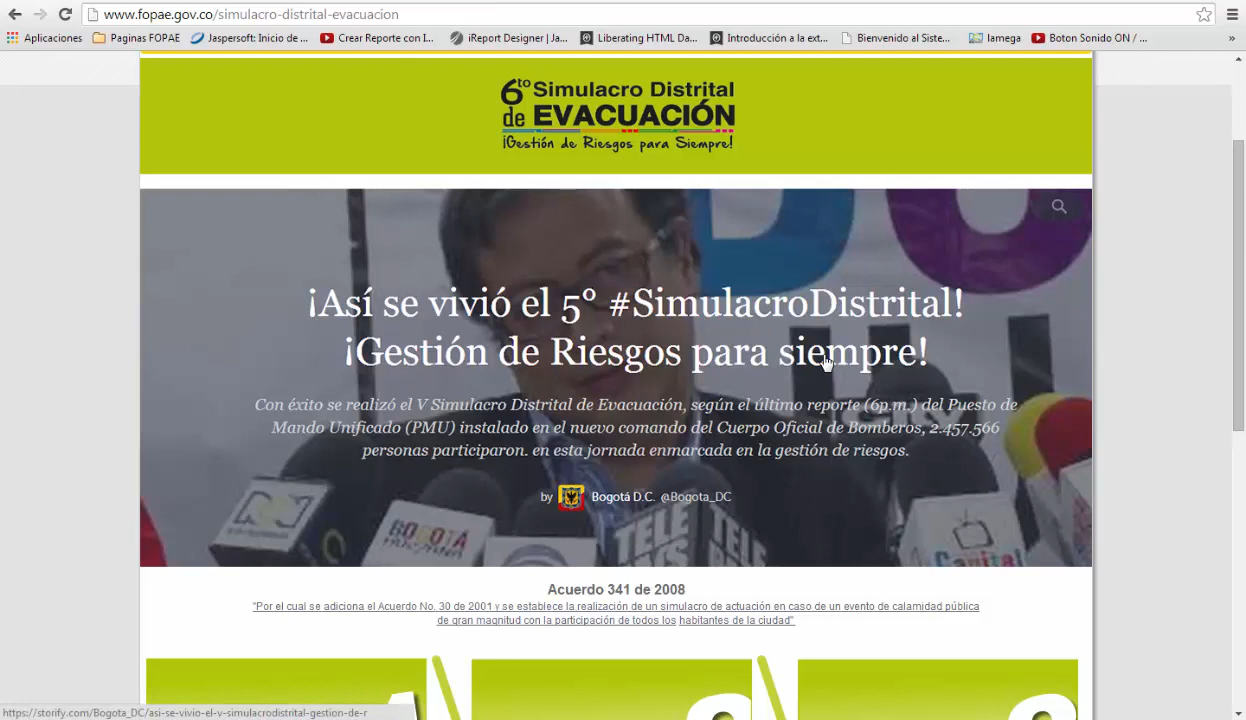 www.fopae.gov.co/simulacro-distrital-evacuacion
Aplicaciones Paginas FOPAE Jaspersoft: Inicio de ... Crear Reporte con I... iReport Designer | Ja... Liberating HTML Da... Introducción a la ext... Bienvenido al Siste... lamega Boton Sonido ON / ... »
6to Simulacro Distrital
de EVACUACIÓN
¡Gestión de Riesgos para Siempre!
¡Así se vivió el 5° #SimulacroDistrital!
¡Gestión de Riesgos para siempre!
Con éxito se realizó el V Simulacro Distrital de Evacuación, según el último reporte (6p.m.) del Puesto de
Mando Unificado (PMU) instalado en el nuevo comando del Cuerpo Oficial de Bomberos, 2.457.566
personas participaron. en esta jornada enmarcada en la gestión de riesgos.
by Bogotá D.C. @Bogota_DC
BOGOTÁ
TELE
TELE
Capital
Acuerdo 341 de 2008
"Por el cual se adiciona el Acuerdo No. 30 de 2001 y se establece la realización de un simulacro de actuación en caso de un evento de calamidad pública
de gran magnitud con la participación de todos los habitantes de la ciudad"
https://storify.com/Bogota_DC/asi-se-vivio-el-v-simulacrodistrital-gestion-de-r